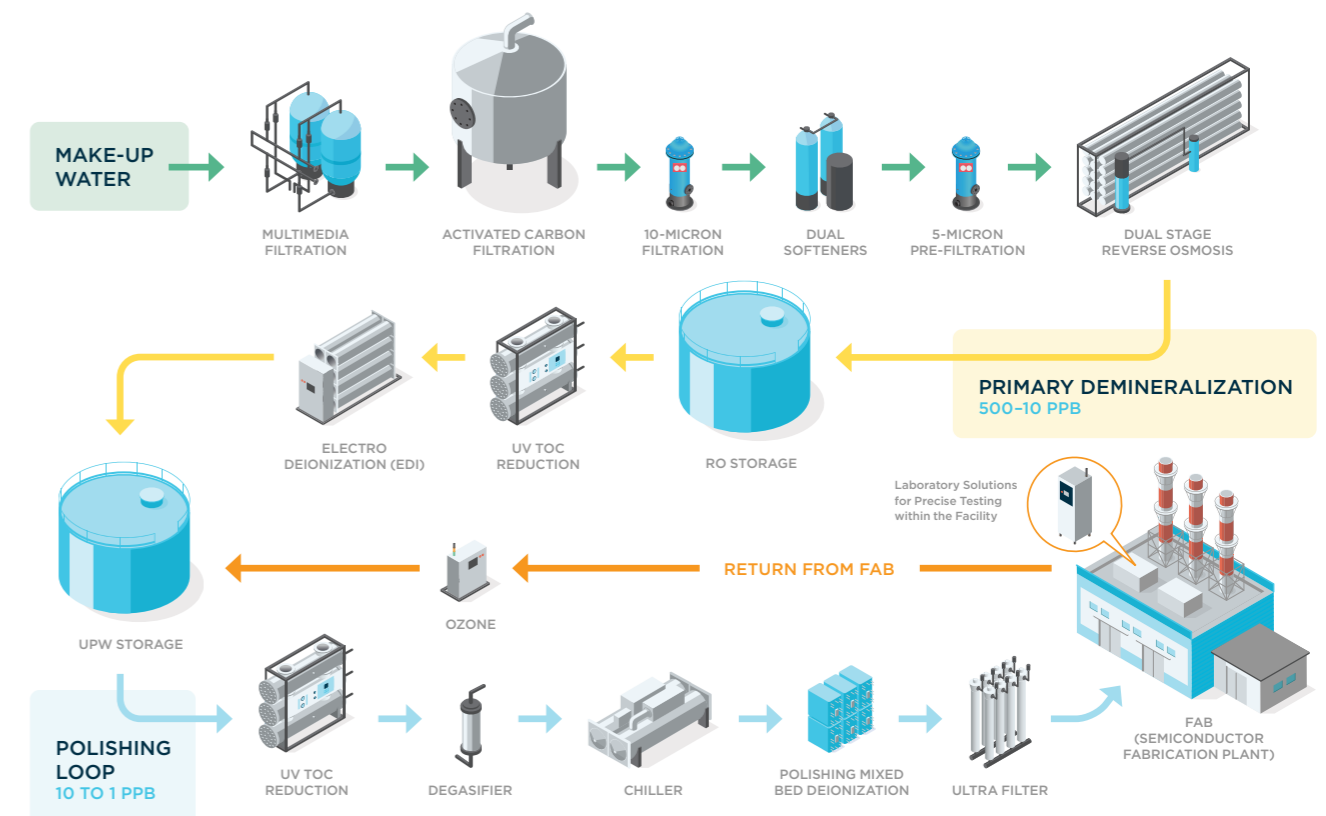 MAKE-UP
WATER
MULTIMEDIA
FILTRATION
ACTIVATED CARBON
FILTRATION
10-MICRON
FILTRATION
DUAL
SOFTENERS
5-MICRON
PRE-FILTRATION
DUAL STAGE
REVERSE OSMOSIS
PRIMARY DEMINERALIZATION
500–10 PPB
RO STORAGE
UV TOC
REDUCTION
ELECTRO
DEIONIZATION (EDI)
Laboratory Solutions
for Precise Testing
within the Facility
RETURN FROM FAB
OZONE
UPW STORAGE
POLISHING
LOOP
10 TO 1 PPB
UV TOC
REDUCTION
DEGASIFIER
CHILLER
POLISHING MIXED
BED DEIONIZATION
ULTRA FILTER
FAB
(SEMICONDUCTOR
FABRICATION PLANT)